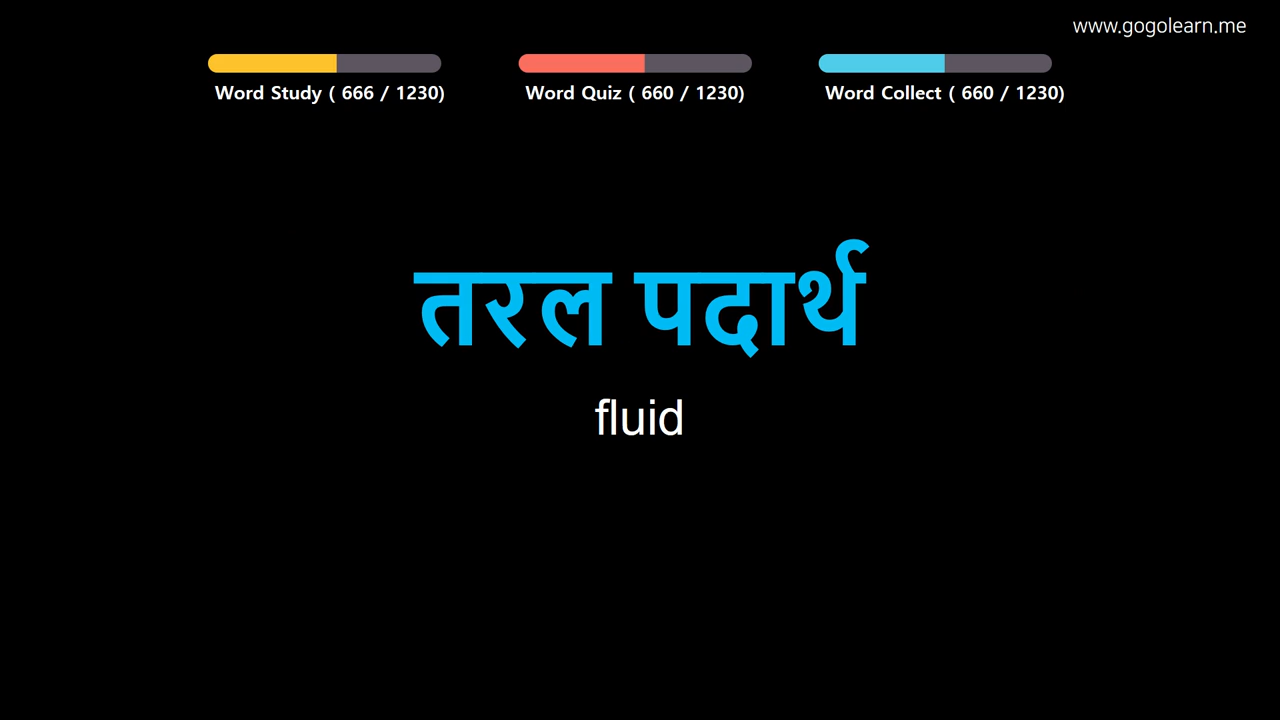 www.gogolearn.me
Word Study ( 666 / 1230)
Word Quiz ( 660 / 1230)
Word Collect ( 660 / 1230)
तरल पदार्थ
fluid